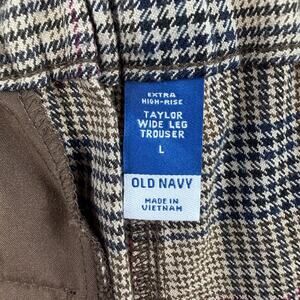 EXTRA
HIGH-RISE
TAYLOR
WIDE LEG
TROUSER
L
OLD NAVY
MADE IN
VIETNAM